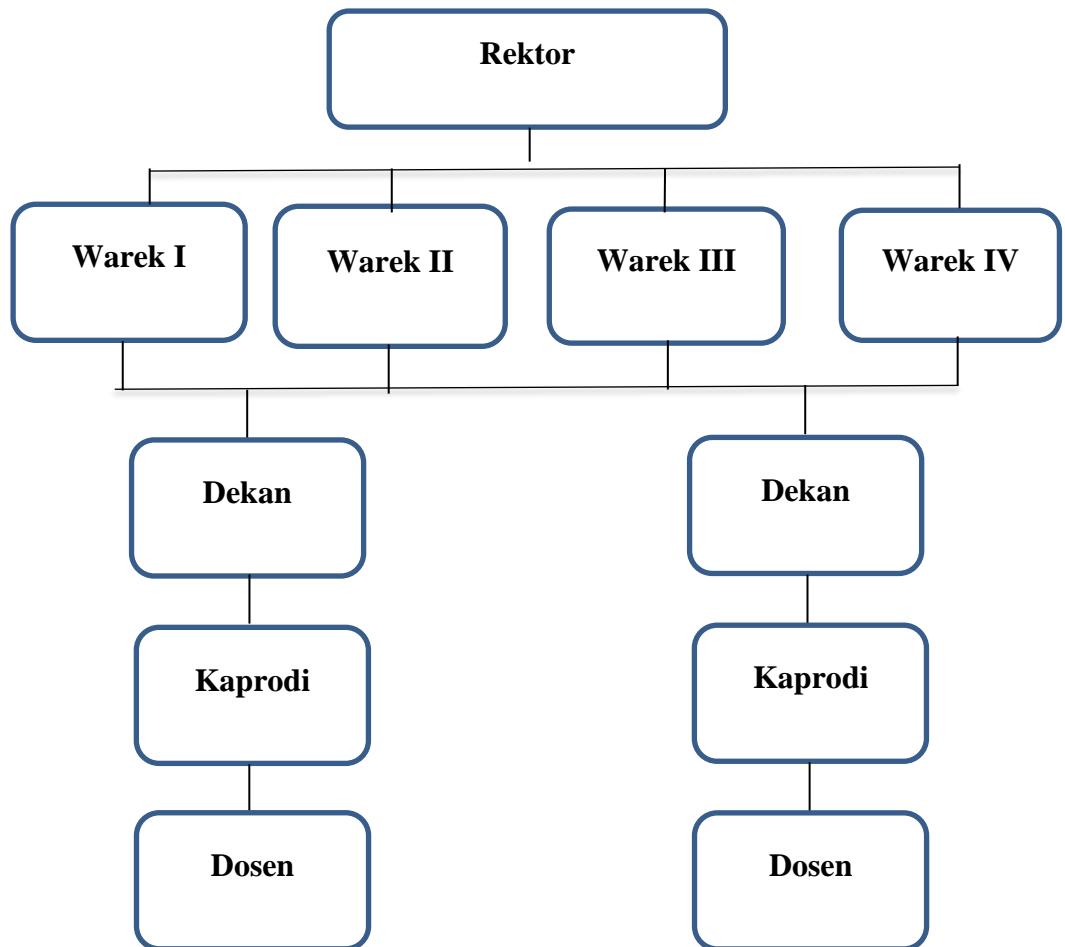 Rektor
Warek I
Warek II
Warek III
Warek IV
Dekan
Dekan
Kaprodi
Kaprodi
Dosen
Dosen